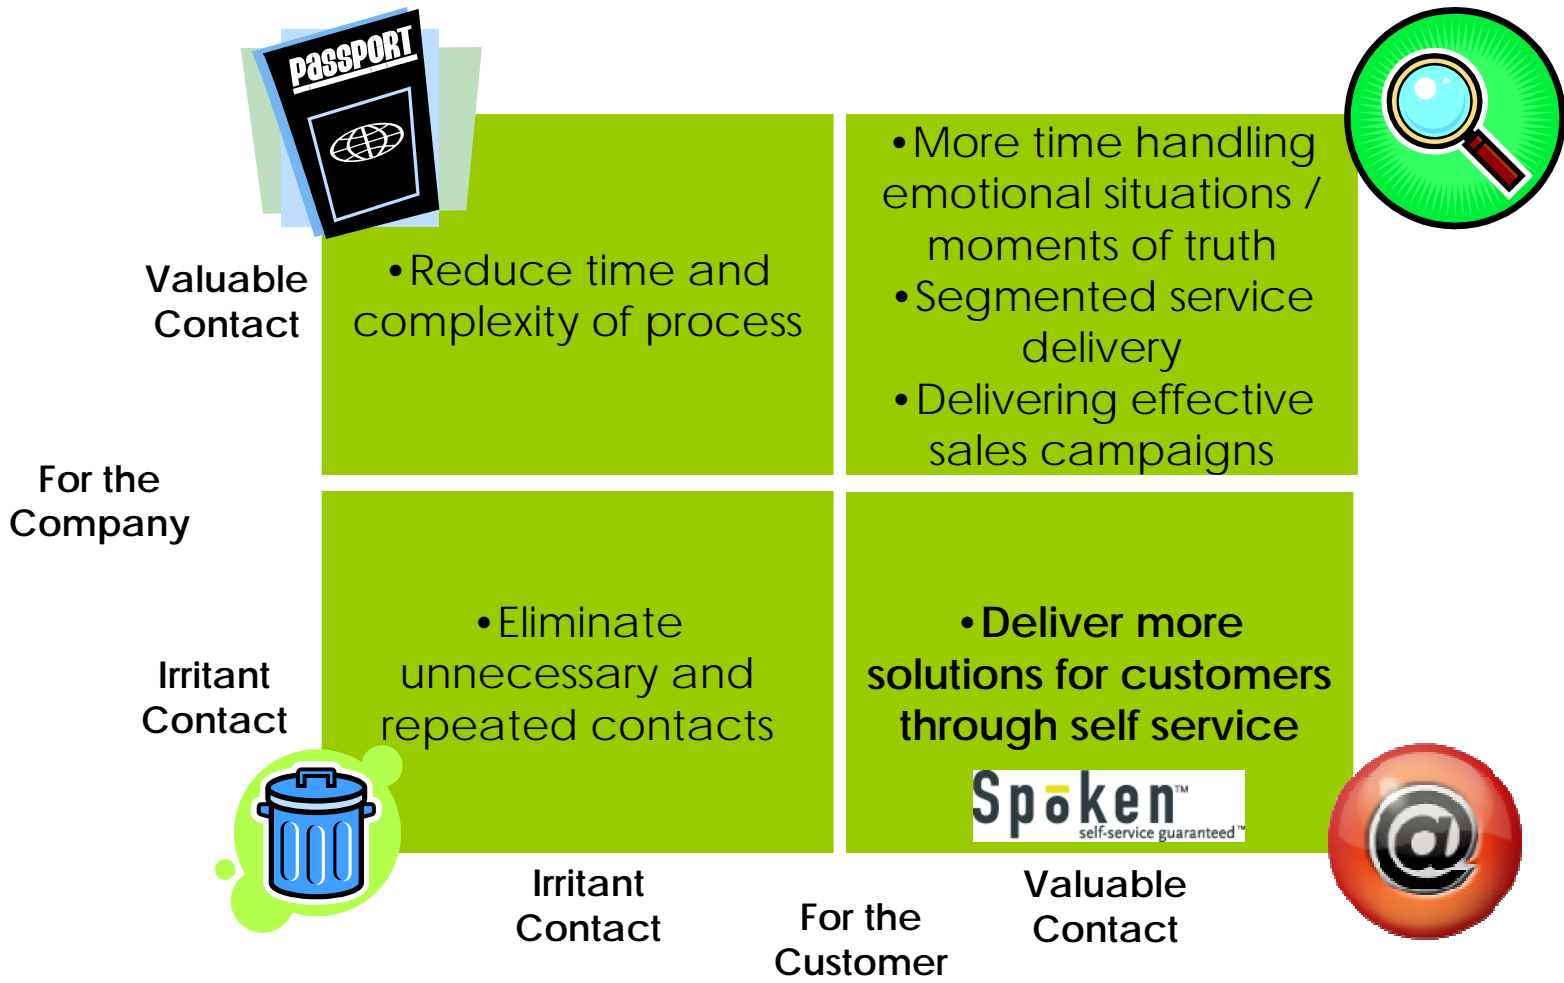 PASSPORT
•More time handling
emotional situations /
moments of truth
•Segmented service
delivery
•Delivering effective
sales campaigns
Valuable
Contact
•Reduce time and
complexity of process
For the
Company
Irritant
Contact
•Eliminate
unnecessary and
repeated contacts
•Deliver more
solutions for customers
through self service
Spōken™
self-service guaranteed™
@
Irritant
Contact
For the
Customer
Valuable
Contact